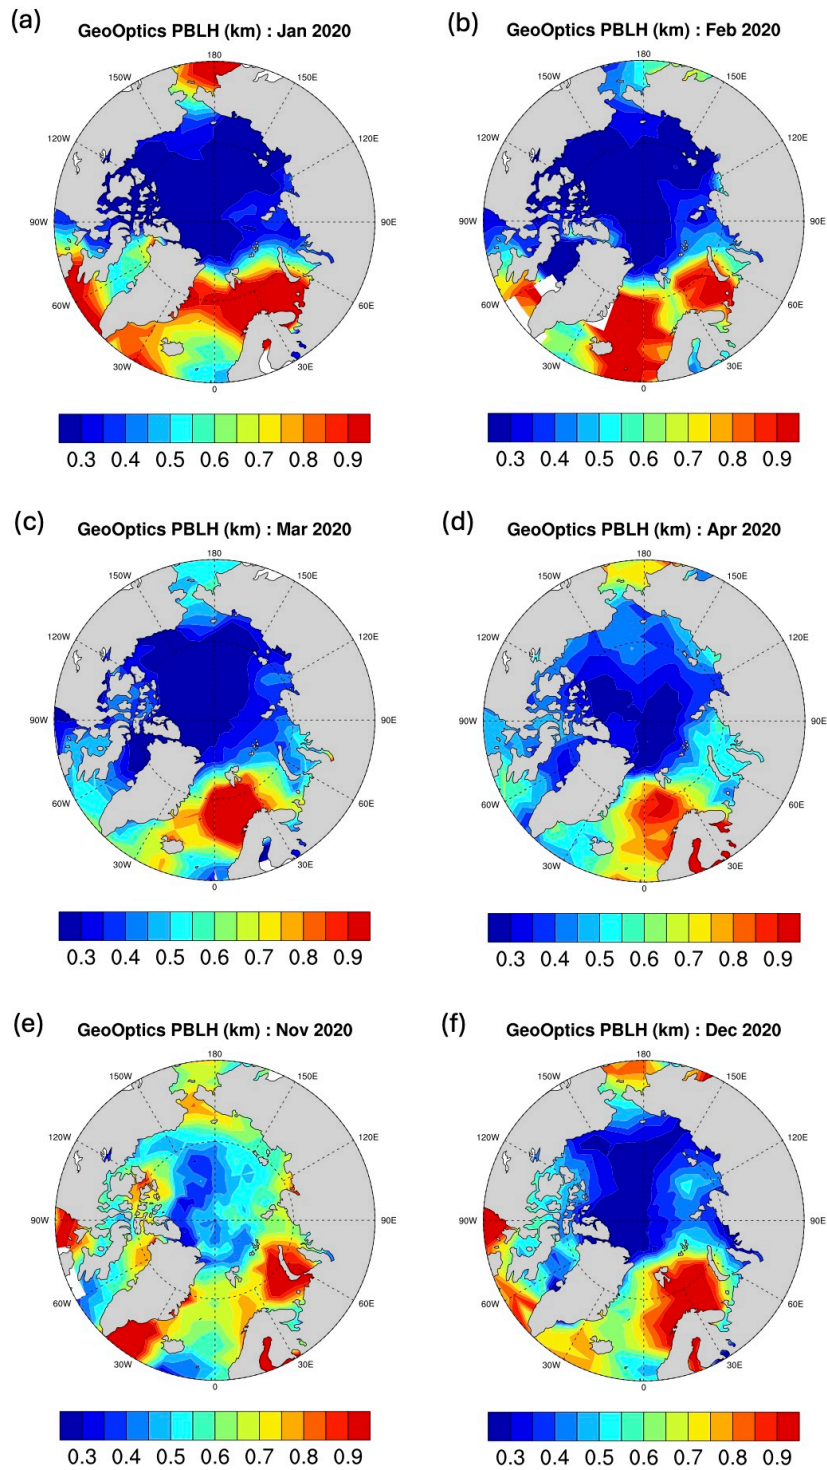 (a)
GeoOptics PBLH (km) : Jan 2020
180
150W
150E
120W
120E
90W
90E
60W
60E
30W
30E
0
0.3 0.4 0.5 0.6 0.7 0.8 0.9
(b)
GeoOptics PBLH (km) : Feb 2020
180
150W
150E
120W
120E
90W
90E
60W
60E
30W
30E
0
0.3 0.4 0.5 0.6 0.7 0.8 0.9
(c)
GeoOptics PBLH (km) : Mar 2020
180
150W
150E
120W
120E
90W
90E
60W
60E
30W
30E
0
0.3 0.4 0.5 0.6 0.7 0.8 0.9
(d)
GeoOptics PBLH (km) : Apr 2020
180
150W
150E
120W
120E
90W
90E
60W
60E
30W
30E
0
0.3 0.4 0.5 0.6 0.7 0.8 0.9
(e)
GeoOptics PBLH (km) : Nov 2020
180
150W
150E
120W
120E
90W
90E
60W
60E
30W
30E
0
0.3 0.4 0.5 0.6 0.7 0.8 0.9
(f)
GeoOptics PBLH (km) : Dec 2020
180
150W
150E
120W
120E
90W
90E
60W
60E
30W
30E
0
0.3 0.4 0.5 0.6 0.7 0.8 0.9